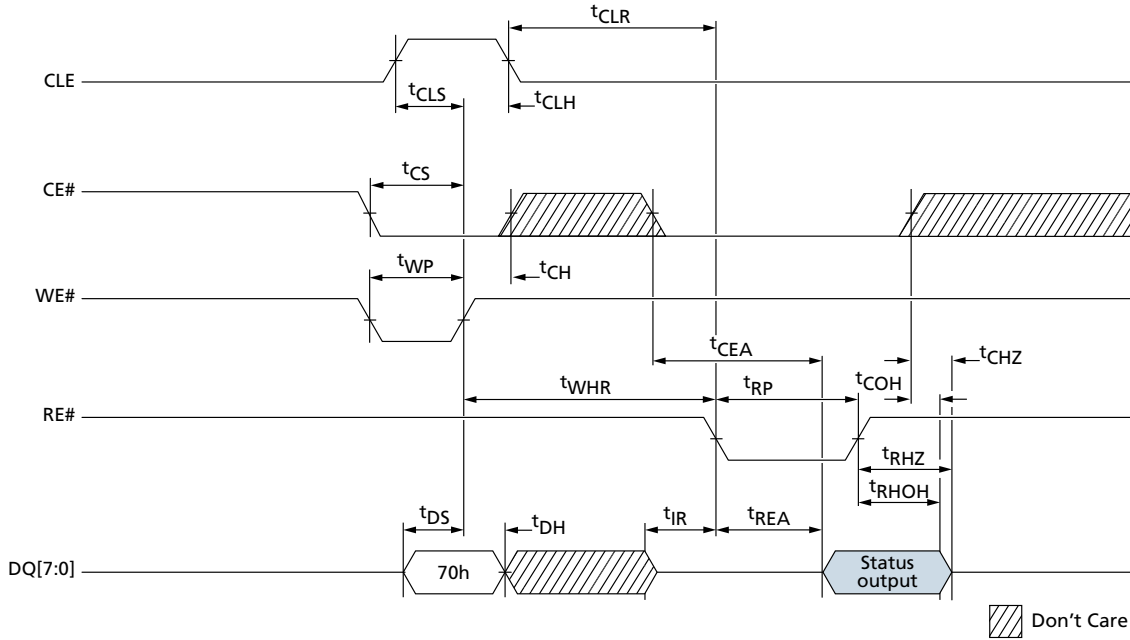 tCLR
CLE
tCLS
tCLH
tCS
CE#
tWP
tCH
WE#
tCEA
tCHZ
tWHR
tRP
tCOH
RE#
tRHZ
tRHOH
tDS
tDH
tIR
tREA
DQ[7:0]
70h
Status
output
Don't Care